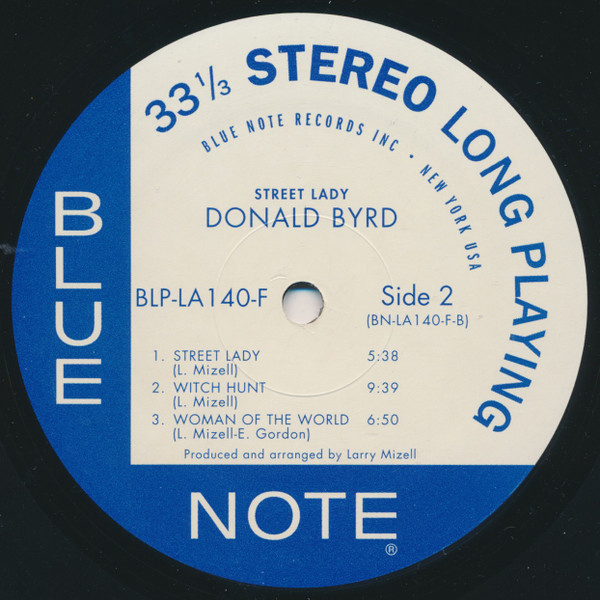 33 1/3 STEREO LONG PLAYING
BLUE NOTE RECORDS INC • NEW YORK USA
STREET LADY
DONALD BYRD
BLP-LA140-F
Side 2
(BN-LA140-F-B)
1. STREET LADY 5:38
(L. Mizell)
2. WITCH HUNT 9:39
(L. Mizell)
3. WOMAN OF THE WORLD 6:50
(L. Mizell-E. Gordon)
Produced and arranged by Larry Mizell
BLUE
NOTE®